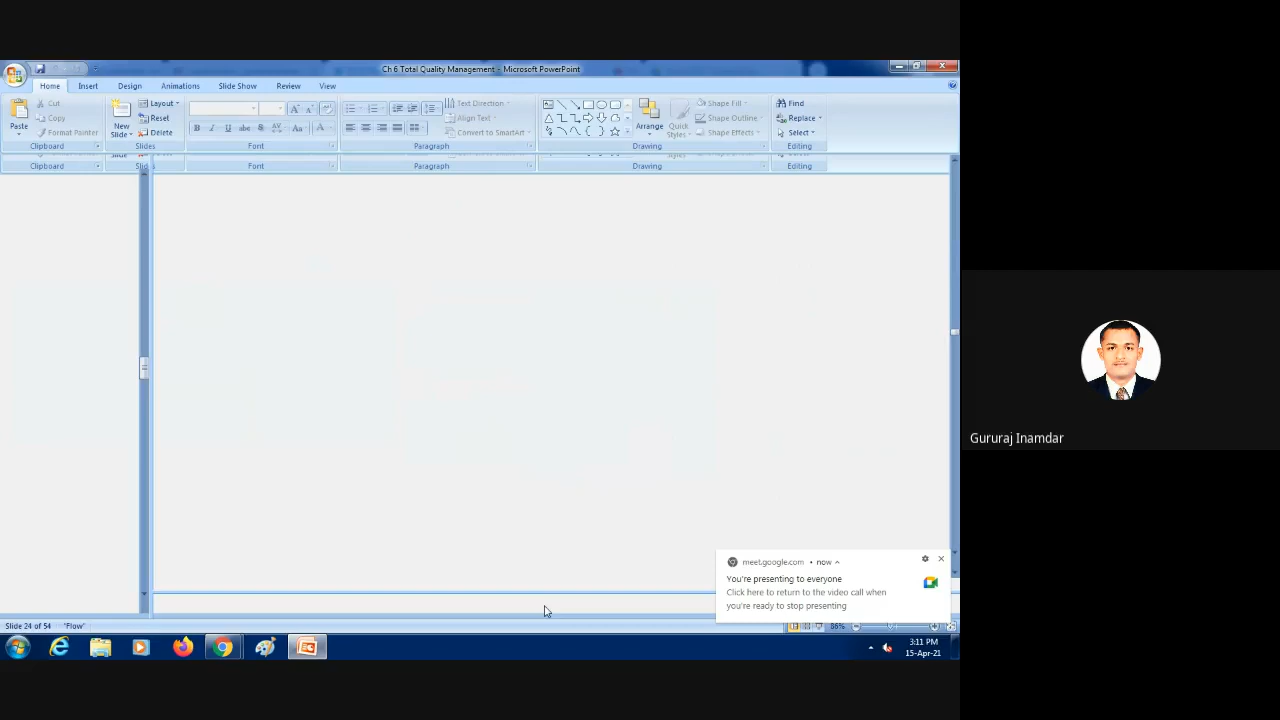 Ch 6 Total Quality Management - Microsoft PowerPoint
Home Insert Design Animations Slide Show Review View
Paste Cut Copy Format Painter Clipboard
New Slide Layout Reset Delete Slides
B I U abe S AV Aa A Font
Text Direction Align Text Convert to SmartArt Paragraph
Arrange Quick Styles Shape Fill Shape Outline Shape Effects Drawing
Find Replace Select Editing
Clipboard Font Paragraph Drawing Editing
Gururaj Inamdar
meet.google.com • now
You're presenting to everyone
Click here to return to the video call when
you're ready to stop presenting
Slide 24 of 54 "Flow" 86%
3:11 PM
15-Apr-21